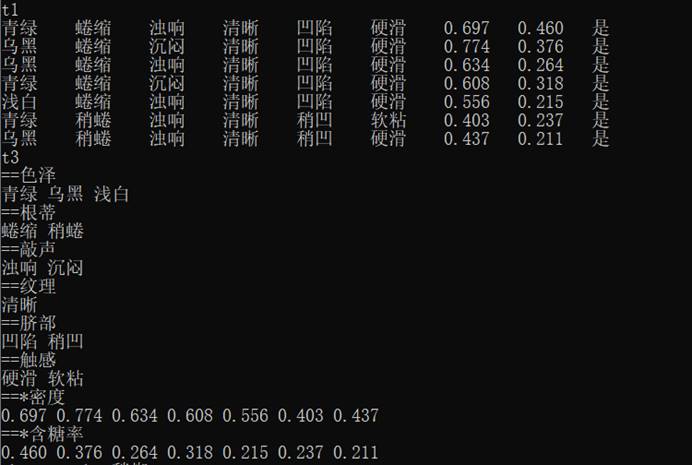 t1
青绿 蜷缩 浊响 清晰 凹陷 硬滑 0.697 0.460 是
乌黑 蜷缩 沉闷 清晰 凹陷 硬滑 0.774 0.376 是
乌黑 蜷缩 浊响 清晰 凹陷 硬滑 0.634 0.264 是
青绿 蜷缩 沉闷 清晰 凹陷 硬滑 0.608 0.318 是
浅白 蜷缩 浊响 清晰 凹陷 硬滑 0.556 0.215 是
青绿 稍蜷 浊响 清晰 稍凹 软粘 0.403 0.237 是
乌黑 稍蜷 浊响 清晰 稍凹 硬滑 0.437 0.211 是
t3
==色泽
青绿 乌黑 浅白
==根蒂
蜷缩 稍蜷
==敲声
浊响 沉闷
==纹理
清晰
==脐部
凹陷 稍凹
==触感
硬滑 软粘
==*密度
0.697 0.774 0.634 0.608 0.556 0.403 0.437
==*含糖率
0.460 0.376 0.264 0.318 0.215 0.237 0.211